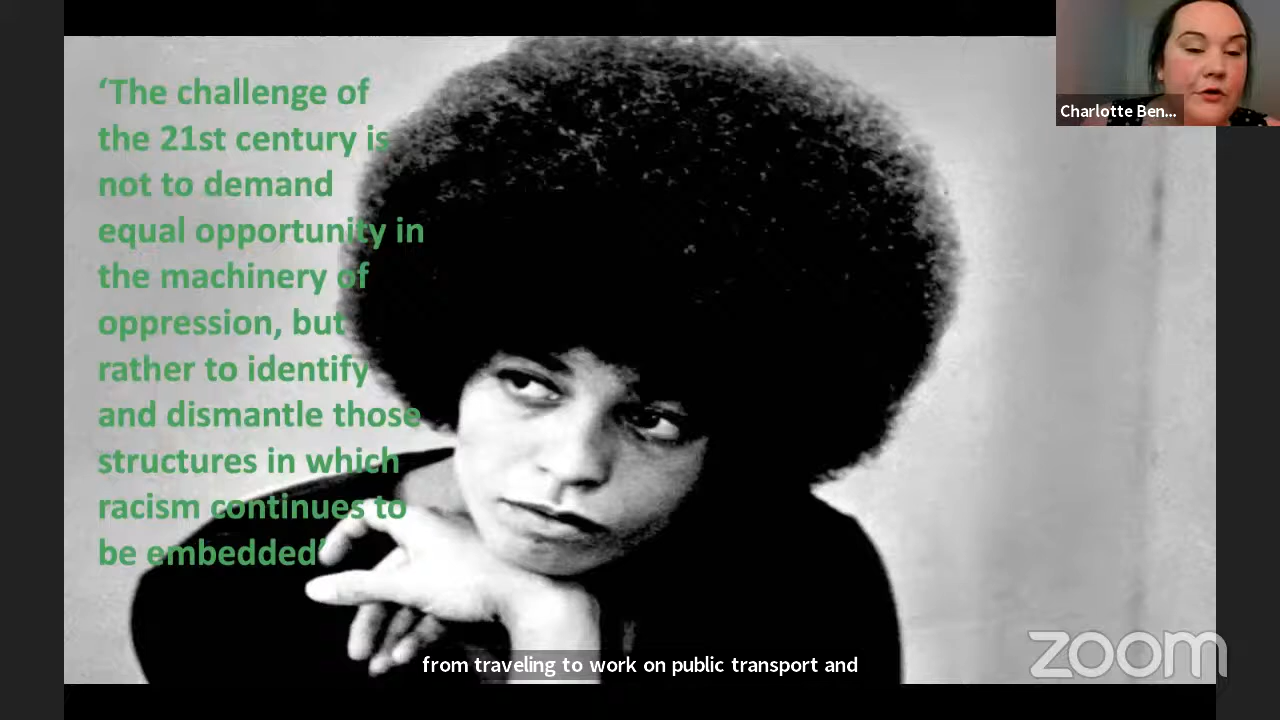 ‘The challenge of
the 21st century is
not to demand
equal opportunity in
the machinery of
oppression, but
rather to identify
and dismantle those
structures in which
racism continues to
be embedded’
Charlotte Ben...
from traveling to work on public transport and
zoom